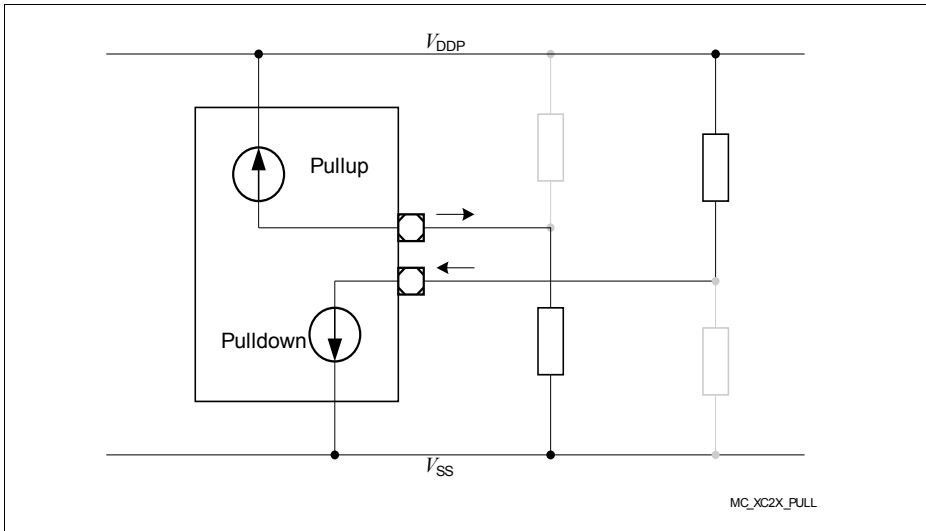 VDDP
Pullup
Pulldown
VSS
MC_XC2X_PULL